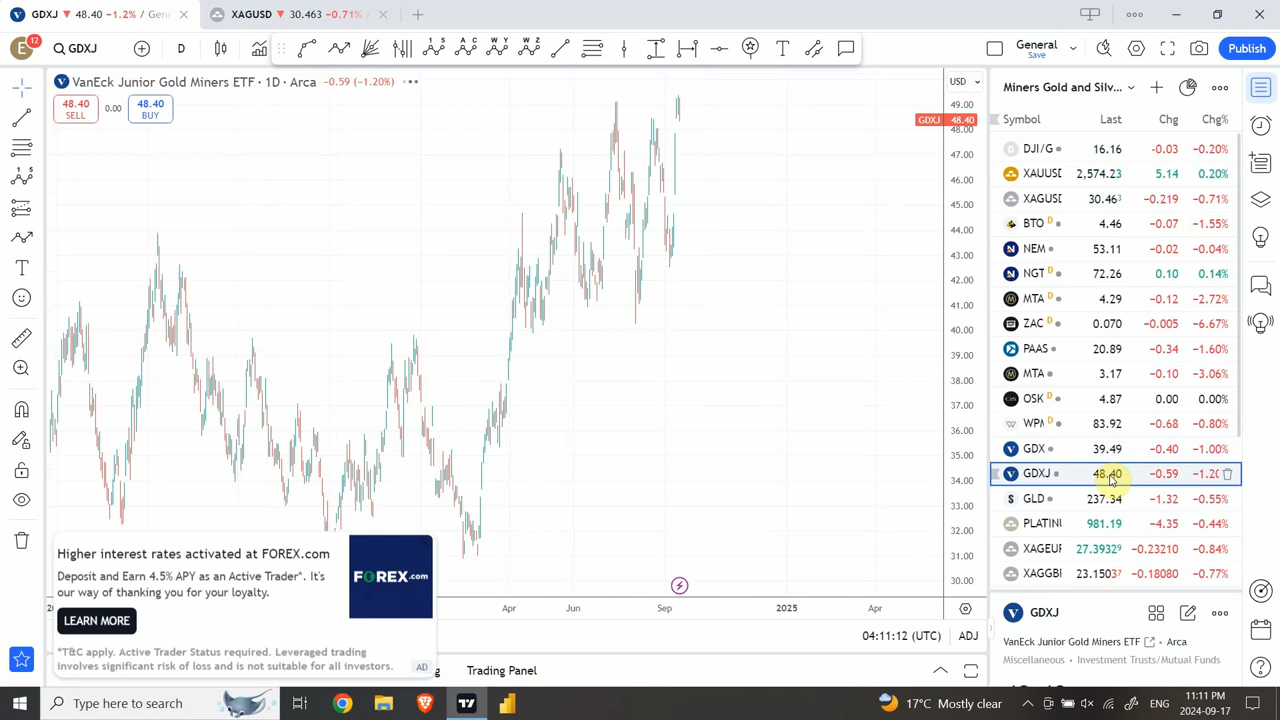 GDXJ 48.40 −1.2% / Gene
XAGUSD 30.463 −0.71%
E 12 GDXJ D General Save Publish
VanEck Junior Gold Miners ETF · 1D · Arca −0.59 (−1.20%)
48.40 SELL 0.00 48.40 BUY
USD
49.00
GDXJ 48.40
48.00
47.00
46.00
45.00
44.00
43.00
42.00
41.00
40.00
39.00
38.00
37.00
36.00
35.00
34.00
33.00
32.00
31.00
30.00
Apr Jun Sep 2025 Apr
04:11:12 (UTC) ADJ
Higher interest rates activated at FOREX.com
Deposit and Earn 4.5% APY as an Active Trader*. It's
our way of thanking you for your loyalty.
LEARN MORE
FOREX.com
*T&C apply. Active Trader Status required. Leveraged trading
involves significant risk of loss and is not suitable for all investors.
AD
Trading Panel
Miners Gold and Silv...
Symbol Last Chg Chg%
DJI/G 16.16 −0.03 −0.20%
XAUUSD 2,574.23 5.14 0.20%
XAGUSD 30.463 −0.219 −0.71%
BTO D 4.46 −0.07 −1.55%
NEM 53.11 −0.02 −0.04%
NGT D 72.26 0.10 0.14%
MTA D 4.29 −0.12 −2.72%
ZAC D 0.070 −0.005 −6.67%
PAAS 20.89 −0.34 −1.60%
MTA 3.17 −0.10 −3.06%
OSK D 4.87 0.00 0.00%
WPM D 83.92 −0.68 −0.80%
GDX 39.49 −0.40 −1.00%
GDXJ 48.40 −0.59 −1.20
GLD 237.34 −1.32 −0.55%
PLATINU 981.19 −4.35 −0.44%
XAGEUR 27.39329 −0.23210 −0.84%
XAGGBP 23.15037 −0.18080 −0.77%
GDXJ
VanEck Junior Gold Miners ETF · Arca
Miscellaneous · Investment Trusts/Mutual Funds
Type here to search
17°C Mostly clear
11:11 PM
2024-09-17